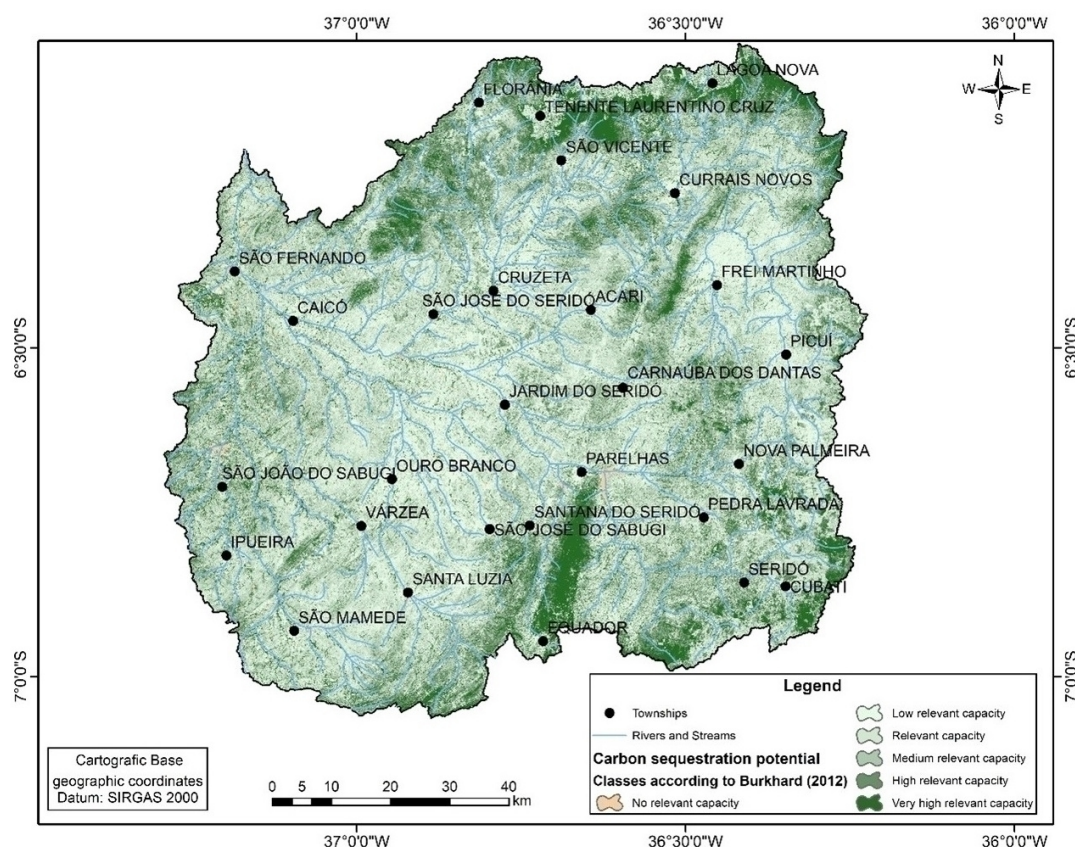 37°0'0"W
36°30'0"W
36°0'0"W
N
W E
S
LAGOA NOVA
FLORÂNIA
TENENTE LAURENTINO CRUZ
SÃO VICENTE
CURRAIS NOVOS
SÃO FERNANDO
FREI MARTINHO
CRUZETA
SÃO JOSÉ DO SERIDÓ
ACARI
CAICÓ
PICUÍ
6°30'0"S
6°30'0"S
CARNAÚBA DOS DANTAS
JARDIM DO SERIDÓ
NOVA PALMEIRA
PARELHAS
OURO BRANCO
SÃO JOÃO DO SABUGI
PEDRA LAVRADA
SANTANA DO SERIDÓ
VÁRZEA
SÃO JOSÉ DO SABUGI
IPUEIRA
SERIDÓ
SANTA LUZIA
CUBATI
SÃO MAMEDE
EQUADOR
7°0'0"S
7°0'0"S
Legend
Townships
Rivers and Streams
Carbon sequestration potential
Classes according to Burkhard (2012)
No relevant capacity
Low relevant capacity
Relevant capacity
Medium relevant capacity
High relevant capacity
Very high relevant capacity
Cartografic Base
geographic coordinates
Datum: SIRGAS 2000
0 5 10 20 30 40
km
37°0'0"W
36°30'0"W
36°0'0"W